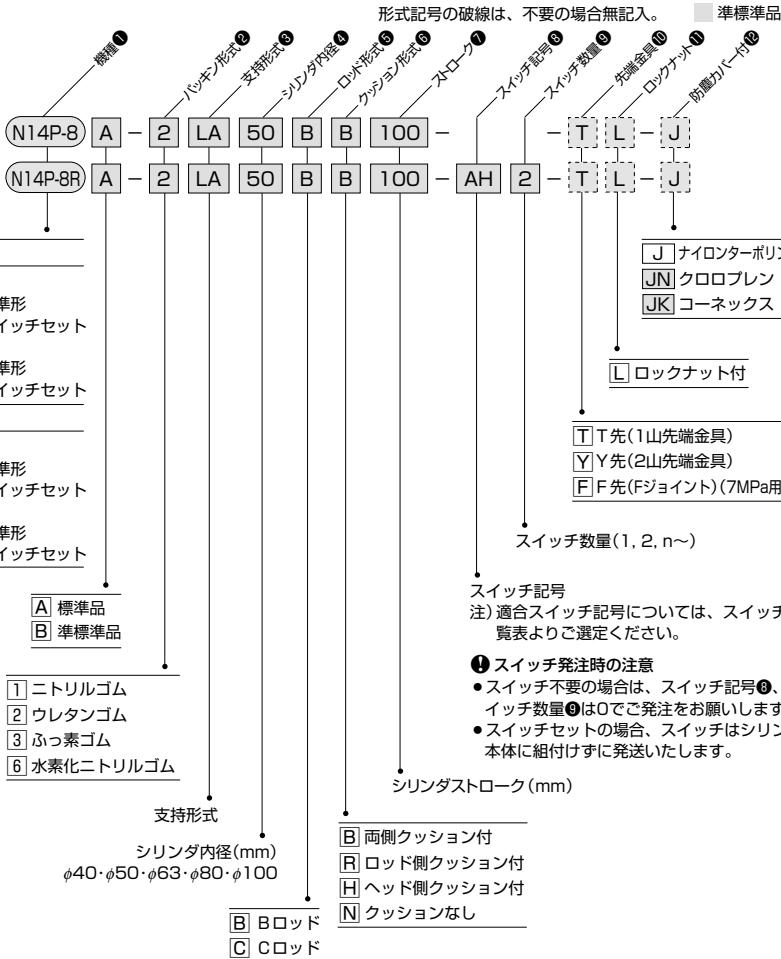 形式記号の破線は、不要の場合無記入。 準標準品
機種❶
パッキン形式❷
支持形式❸
シリンダ内径❹
ロッド形式❺
クッション形式❻
ストローク❼
スイッチ記号❽
スイッチ数量❾
先端金具❿
ロックナット⓫
防塵カバー付⓬
N14P-8 A － 2 LA 50 B B 100 － － T L － J
N14P-8R A － 2 LA 50 B B 100 － AH 2 － T L － J
準形
イッチセット
準形
イッチセット
準形
イッチセット
準形
イッチセット
J ナイロンターポリン
JN クロロプレン
JK コーネックス
L ロックナット付
T T先(1山先端金具)
Y Y先(2山先端金具)
F F先(Fジョイント)(7MPa用
スイッチ数量(1, 2, n～)
スイッチ記号
注)適合スイッチ記号については、スイッチ
覧表よりご選定ください。
スイッチ発注時の注意
●スイッチ不要の場合は、スイッチ記号❽、
イッチ数量❾は0でご発注をお願いします
●スイッチセットの場合、スイッチはシリン
本体に組付けずに発送いたします。
A 標準品
B 準標準品
1 ニトリルゴム
2 ウレタンゴム
3 ふっ素ゴム
6 水素化ニトリルゴム
シリンダストローク(mm)
支持形式
シリンダ内径(mm)
φ40・φ50・φ63・φ80・φ100
B 両側クッション付
R ロッド側クッション付
H ヘッド側クッション付
N クッションなし
B Bロッド
C Cロッド